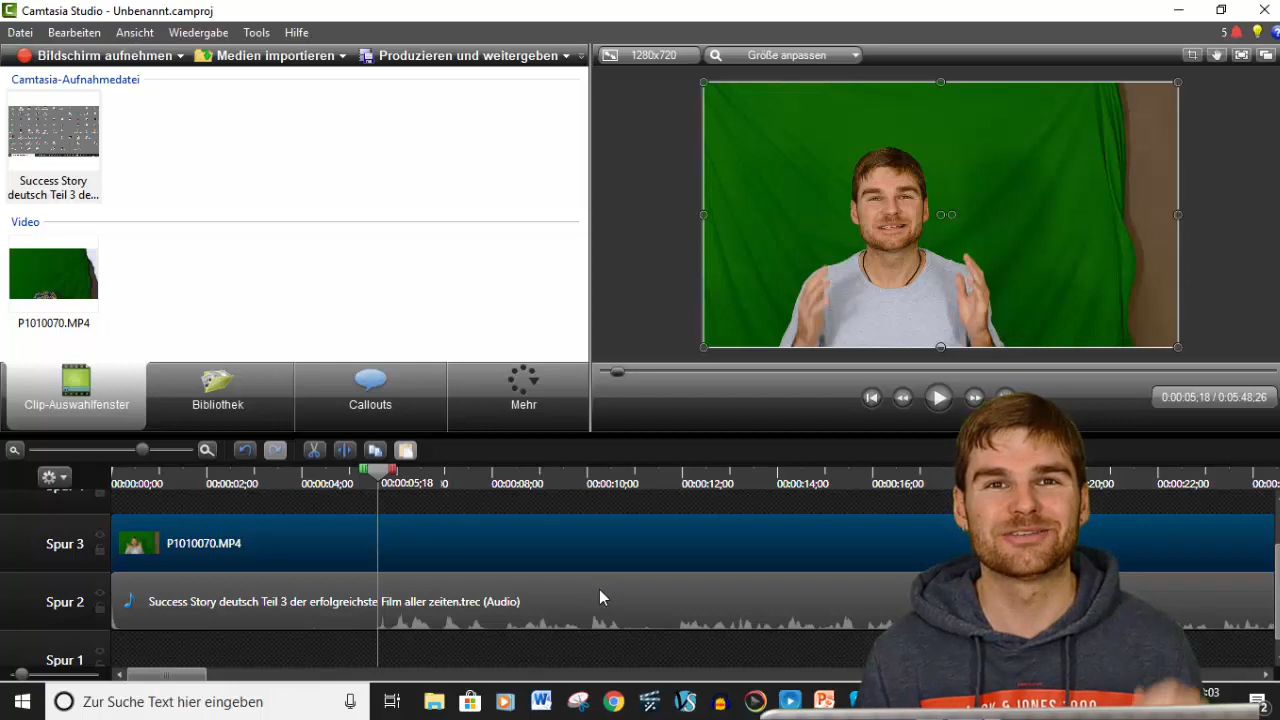 Camtasia Studio - Unbenannt.camproj
Datei Bearbeiten Ansicht Wiedergabe Tools Hilfe
5
Bildschirm aufnehmen Medien importieren Produzieren und weitergeben
1280x720 Größe anpassen
Camtasia-Aufnahmedatei
Success Story
deutsch Teil 3 de...
Video
P1010070.MP4
Clip-Auswahlfenster Bibliothek Callouts Mehr
0:00:05;18 / 0:05:48,26
00:00:00;00 00:00:02;00 00:00:04;00 00:00:05;18 00:00:08;00 00:00:10;00 00:00:12;00 00:00:14;00 00:00:16;00 20;00 00:00:22;00
Spur 3 P1010070.MP4
Spur 2 Success Story deutsch Teil 3 der erfolgreichste Film aller zeiten.trec (Audio)
Spur 1
Zur Suche Text hier eingeben
:03
2